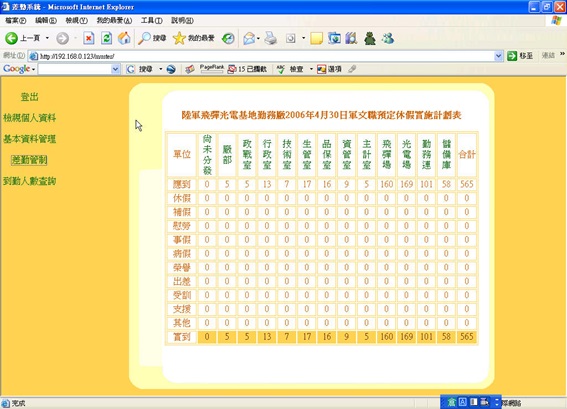 差勤系統 - Microsoft Internet Explorer
檔案(F) 編輯(E) 檢視(V) 我的最愛(A) 工具(T) 說明(H)
上一頁 搜尋 我的最愛
網址(D) http://192.168.0.123/master/ 移至 連結
Google 搜尋 PageRank 15 已攔截 檢查 選項
登出
檢視個人資料
基本資料管理
差勤管制
到勤人數查詢
陸軍飛彈光電基地勤務廠2006年4月30日軍文職預定休假實施計劃表
單位 尚未分發 廠部 政戰室 行政室 技術室 生管室 品保室 資管室 主計室 飛彈場 光電場 勤務連 儲備庫 合計
應到 0 5 5 13 7 17 16 9 5 160 169 101 58 565
休假 0 0 0 0 0 0 0 0 0 0 0 0 0 0
補假 0 0 0 0 0 0 0 0 0 0 0 0 0 0
慰勞 0 0 0 0 0 0 0 0 0 0 0 0 0 0
事假 0 0 0 0 0 0 0 0 0 0 0 0 0 0
病假 0 0 0 0 0 0 0 0 0 0 0 0 0 0
榮譽 0 0 0 0 0 0 0 0 0 0 0 0 0 0
出差 0 0 0 0 0 0 0 0 0 0 0 0 0 0
受訓 0 0 0 0 0 0 0 0 0 0 0 0 0 0
支援 0 0 0 0 0 0 0 0 0 0 0 0 0 0
其他 0 0 0 0 0 0 0 0 0 0 0 0 0 0
實到 0 5 5 13 7 17 16 9 5 160 169 101 58 565
完成
際網路